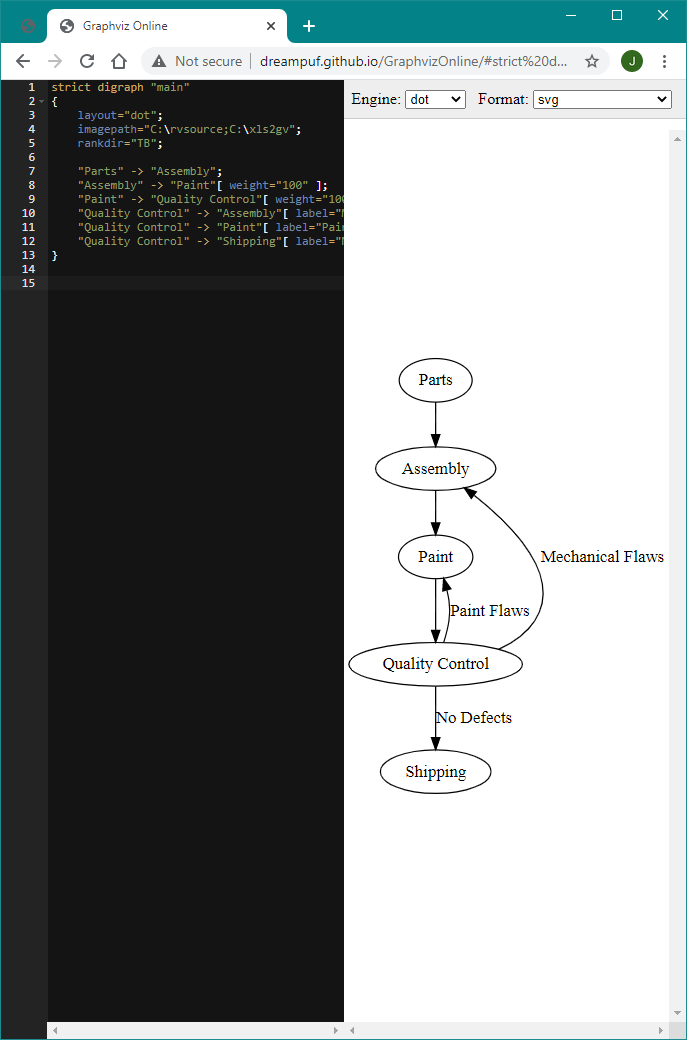 Graphviz Online
Not secure
dreampuf.github.io/GraphvizOnline/#strict%20d...
J
1 strict digraph "main"
2 {
3 layout="dot";
4 imagepath="C:\rvsource;C:\xls2gv";
5 rankdir="TB";
6
7 "Parts" -> "Assembly";
8 "Assembly" -> "Paint"[ weight="100" ];
9 "Paint" -> "Quality Control"[ weight="100
10 "Quality Control" -> "Assembly"[ label="M
11 "Quality Control" -> "Paint"[ label="Pain
12 "Quality Control" -> "Shipping"[ label="N
13 }
14
15
Engine: dot Format: svg
Parts
Assembly
Paint
Mechanical Flaws
Paint Flaws
Quality Control
No Defects
Shipping